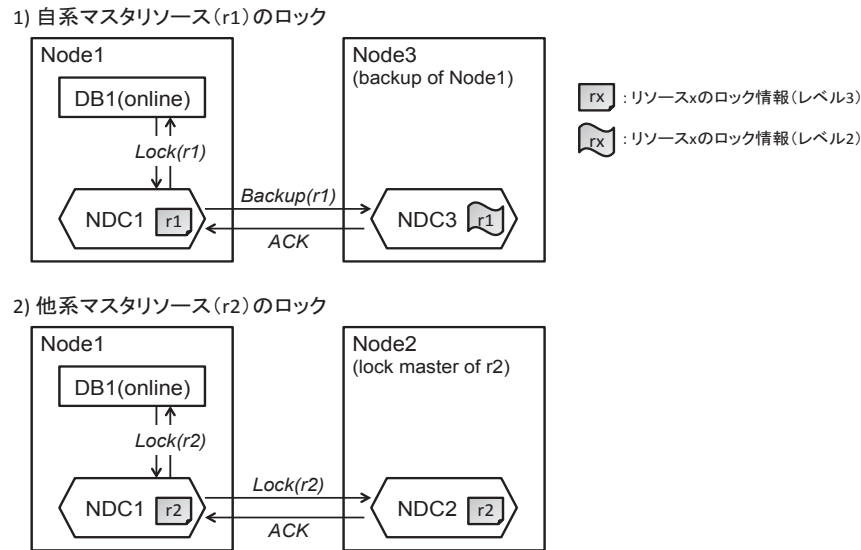 1) 自系マスタリソース(r1)のロック
Node1
DB1(online)
Lock(r1)
NDC1
r1
Backup(r1)
ACK
Node3
(backup of Node1)
NDC3
r1
rx
: リソースxのロック情報(レベル3)
rx
: リソースxのロック情報(レベル2)
2) 他系マスタリソース(r2)のロック
Node1
DB1(online)
Lock(r2)
NDC1
r2
Lock(r2)
ACK
Node2
(lock master of r2)
NDC2
r2